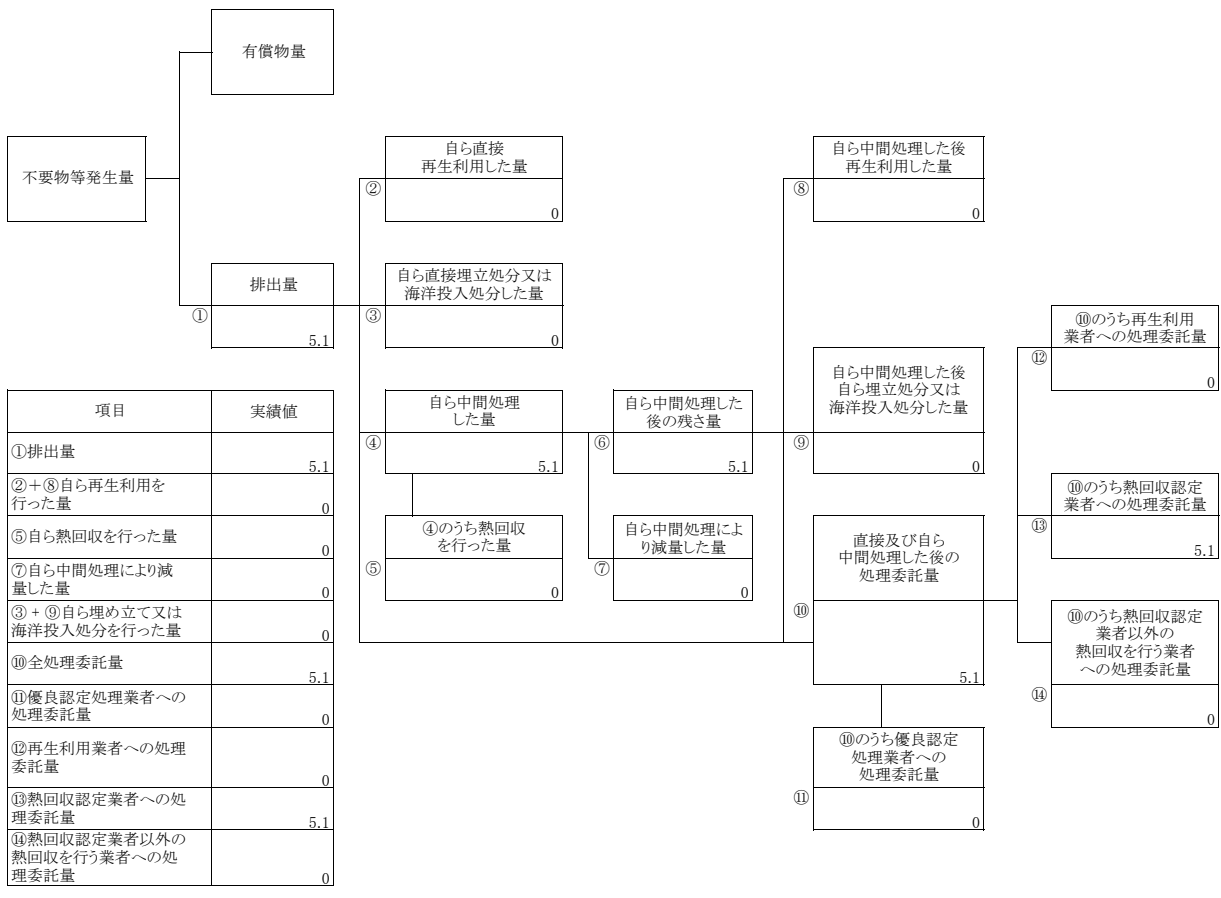 有償物量
不要物等発生量
排出量
①
5.1
自ら直接
再生利用した量
②
0
自ら直接埋立処分又は
海洋投入処分した量
③
0
自ら中間処理
した量
④
5.1
④のうち熱回収
を行った量
⑤
0
自ら中間処理した
後の残さ量
⑥
5.1
自ら中間処理によ
り減量した量
⑦
0
自ら中間処理した後
再生利用した量
⑧
0
自ら中間処理した後
自ら埋立処分又は
海洋投入処分した量
⑨
0
直接及び自ら
中間処理した後の
処理委託量
⑩
5.1
⑩のうち優良認定
処理業者への
処理委託量
⑪
0
⑩のうち再生利用
業者への処理委託量
⑫
0
⑩のうち熱回収認定
業者への処理委託量
⑬
5.1
⑩のうち熱回収認定
業者以外の
熱回収を行う業者
への処理委託量
⑭
0
項目 実績値
①排出量
5.1
②＋⑧自ら再生利用を
行った量
0
⑤自ら熱回収を行った量
0
⑦自ら中間処理により減
量した量
0
③ + ⑨自ら埋め立て又は
海洋投入処分を行った量
0
⑩全処理委託量
5.1
⑪優良認定処理業者への
処理委託量
0
⑫再生利用業者への処理
委託量
0
⑬熱回収認定業者への処
理委託量
5.1
⑭熱回収認定業者以外の
熱回収を行う業者への処
理委託量
0